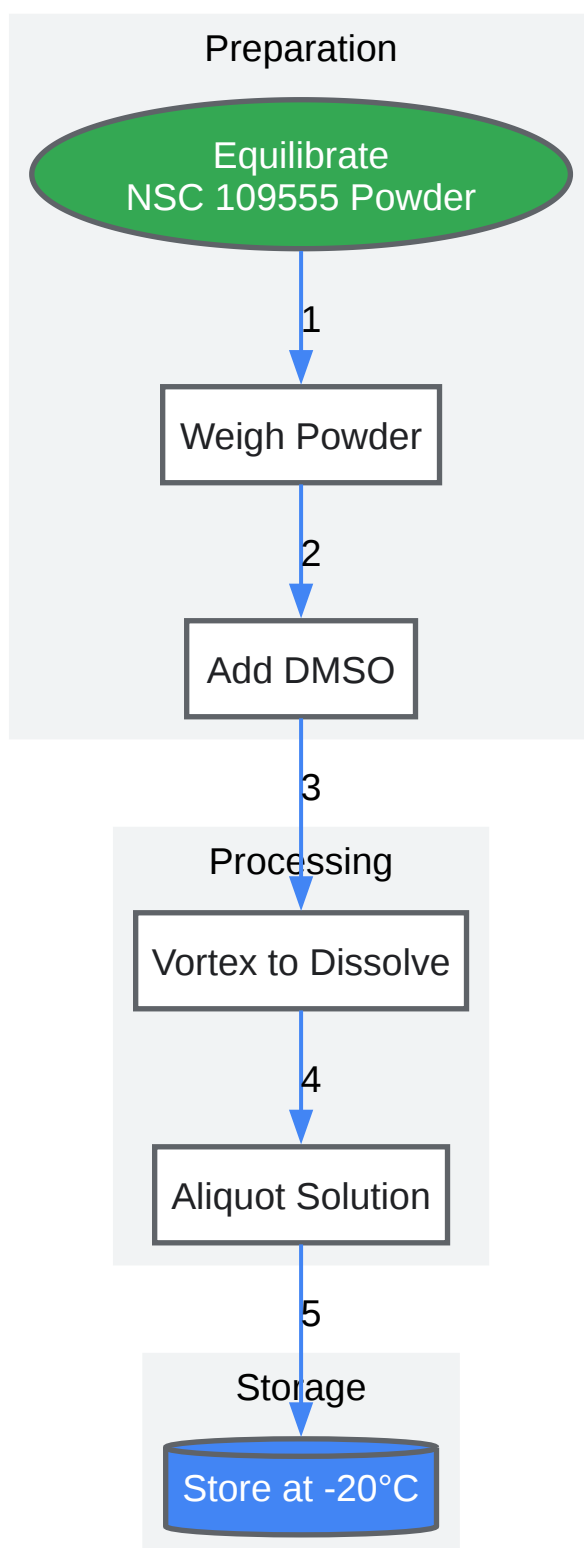 Preparation
Equilibrate
NSC 109555 Powder
1
Weigh Powder
2
Add DMSO
3
Processing
Vortex to Dissolve
4
Aliquot Solution
5
Storage
Store at -20°C